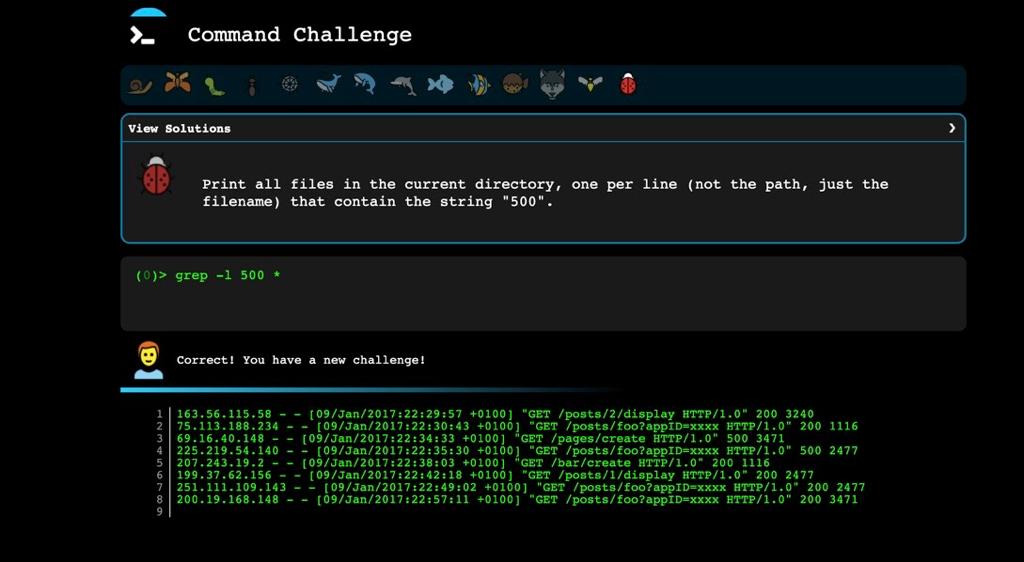 Command Challenge
View Solutions
Print all files in the current directory, one per line (not the path, just the
filename) that contain the string "500".
(0)> grep -l 500 *
Correct! You have a new challenge!
1 163.56.115.58 - - [09/Jan/2017:22:29:57 +0100] "GET /posts/2/display HTTP/1.0" 200 3240
2 75.113.188.234 - - [09/Jan/2017:22:30:43 +0100] "GET /posts/foo?appID=xxxx HTTP/1.0" 200 1116
3 69.16.40.148 - - [09/Jan/2017:22:34:33 +0100] "GET /pages/create HTTP/1.0" 500 3471
4 225.219.54.140 - - [09/Jan/2017:22:35:30 +0100] "GET /posts/foo?appID=xxxx HTTP/1.0" 500 2477
5 207.243.19.2 - - [09/Jan/2017:22:38:03 +0100] "GET /bar/create HTTP/1.0" 200 1116
6 199.37.62.156 - - [09/Jan/2017:22:42:18 +0100] "GET /posts/1/display HTTP/1.0" 200 2477
7 251.111.109.143 - - [09/Jan/2017:22:49:02 +0100] "GET /posts/foo?appID=xxxx HTTP/1.0" 200 2477
8 200.19.168.148 - - [09/Jan/2017:22:57:11 +0100] "GET /posts/foo?appID=xxxx HTTP/1.0" 200 3471
9